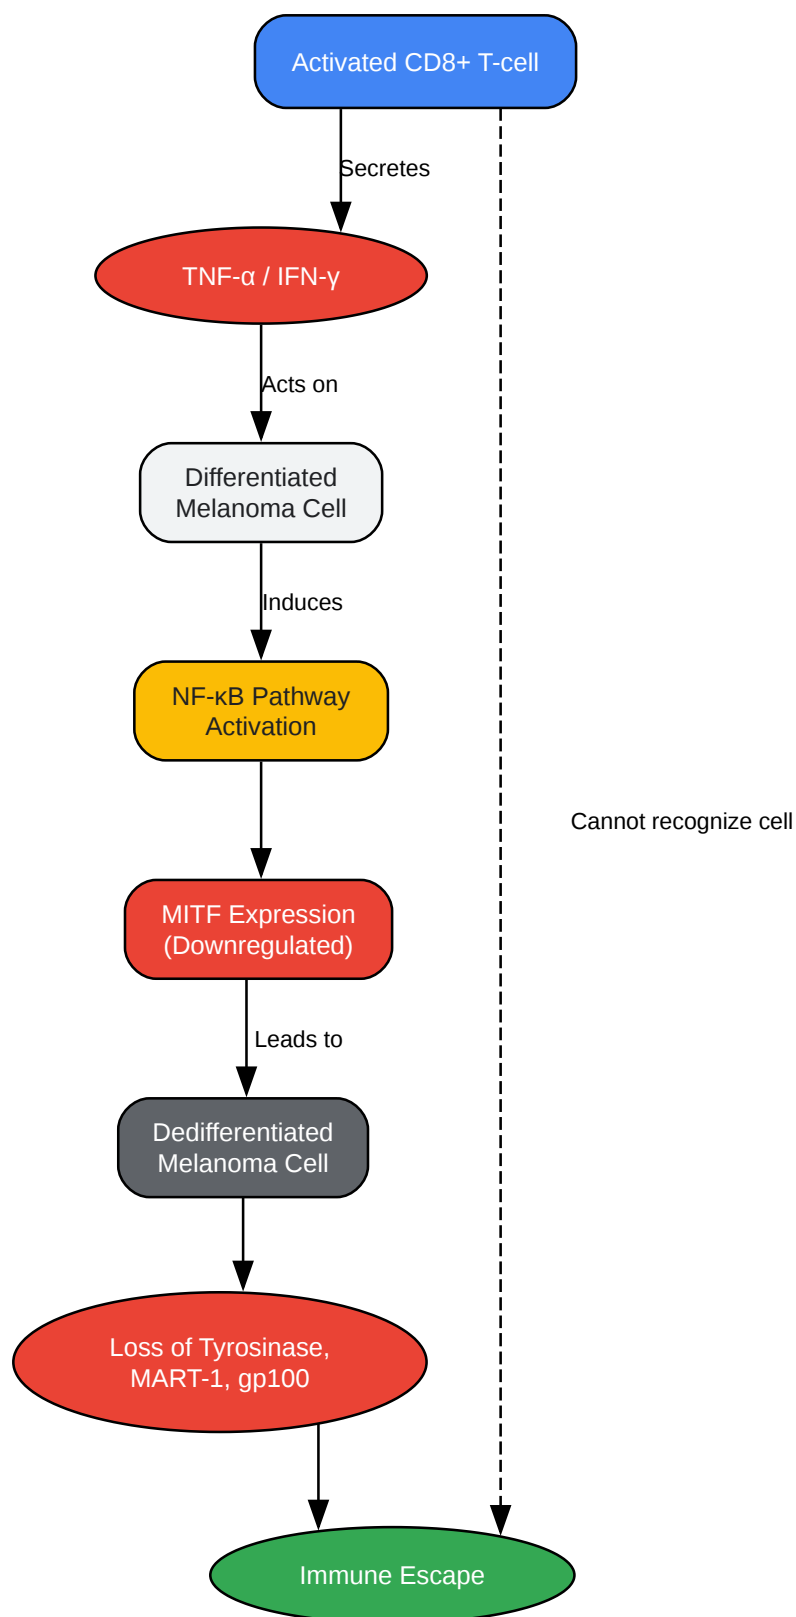 Activated CD8+ T-cell
Secretes
TNF-α / IFN-γ
Acts on
Differentiated
Melanoma Cell
Induces
NF-κB Pathway
Activation
Cannot recognize cell
MITF Expression
(Downregulated)
Leads to
Dedifferentiated
Melanoma Cell
Loss of Tyrosinase,
MART-1, gp100
Immune Escape